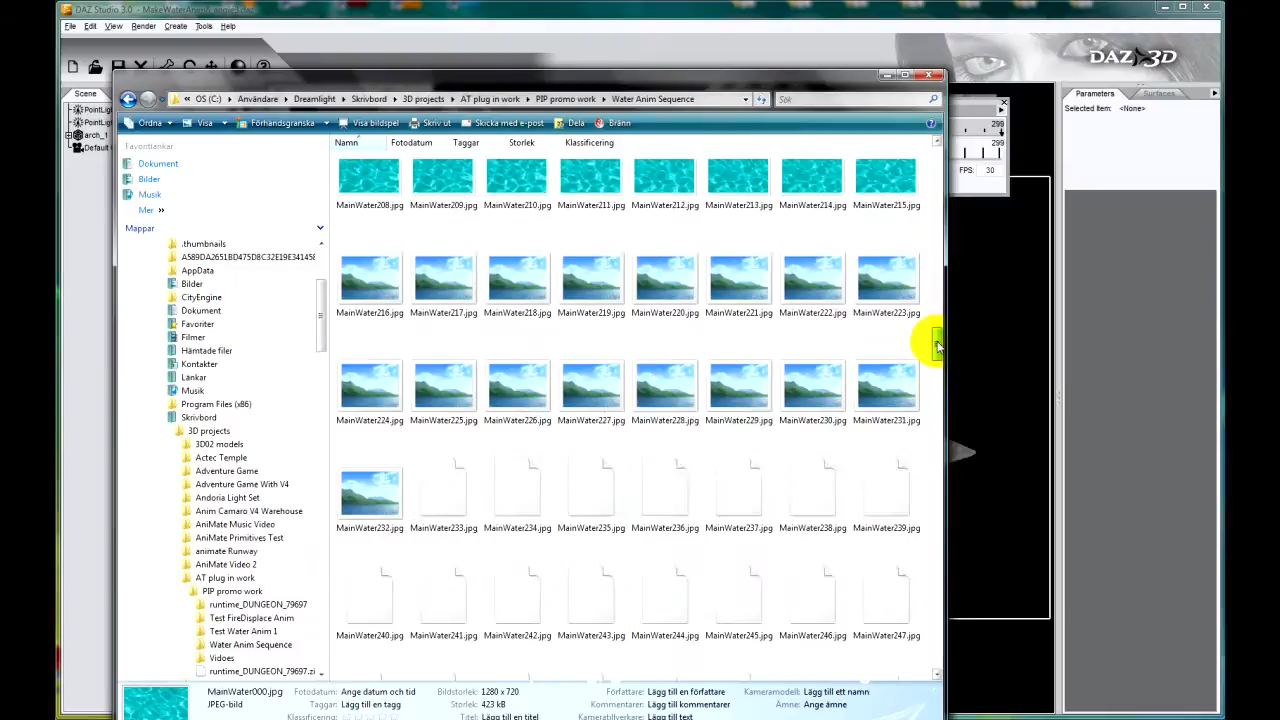 DAZ Studio 3.0 - MakeWaterAnim
File Edit View Render Create Tools Help
DAZ 3D
Scene
PointLig
PointLig
arch_1
Default
OS (C:) Användare Dreamlight Skrivbord 3D projects AT plug in work PIP promo work Water Anim Sequence
Sök
Ordna Visa Förhandsgranska Visa bildspel Skriv ut Skicka med e-post Dela Bränn
Favoritlänkar
Dokument
Bilder
Musik
Mer »
Mappar
.thumbnails
A589DA2651BD475D8C32E19E341458
AppData
Bilder
CityEngine
Dokument
Favoriter
Filmer
Hämtade filer
Kontakter
Länkar
Musik
Program Files (x86)
Skrivbord
3D projects
3D02 models
Actec Temple
Adventure Game
Adventure Game With V4
Andoria Light Set
Anim Camaro V4 Warehouse
AniMate Music Video
AniMate Primitives Test
animate Runway
AniMate Video 2
AT plug in work
PIP promo work
runtime_DUNGEON_79697
Test FireDisplace Anim
Test Water Anim 1
Water Anim Sequence
Vidoes
runtime_DUNGEON_79697.zi
Namn Fotodatum Taggar Storlek Klassificering
MainWater208.jpg MainWater209.jpg MainWater210.jpg MainWater211.jpg MainWater212.jpg MainWater213.jpg MainWater214.jpg MainWater215.jpg
MainWater216.jpg MainWater217.jpg MainWater218.jpg MainWater219.jpg MainWater220.jpg MainWater221.jpg MainWater222.jpg MainWater223.jpg
MainWater224.jpg MainWater225.jpg MainWater226.jpg MainWater227.jpg MainWater228.jpg MainWater229.jpg MainWater230.jpg MainWater231.jpg
MainWater232.jpg MainWater233.jpg MainWater234.jpg MainWater235.jpg MainWater236.jpg MainWater237.jpg MainWater238.jpg MainWater239.jpg
MainWater240.jpg MainWater241.jpg MainWater242.jpg MainWater243.jpg MainWater244.jpg MainWater245.jpg MainWater246.jpg MainWater247.jpg
299
299
FPS: 30
Parameters Surfaces
Selected Item: <None>
MainWater000.jpg Fotodatum: Ange datum och tid Bildstorlek: 1280 x 720 Författare: Lägg till en författare Kameramodell: Lägg till ett namn
JPEG-bild Taggar: Lägg till en tagg Storlek: 423 kB Kommentarer: Lägg till kommentarer Ämne: Ange ämne
Klassificering: Titel: Lägg till en titel Kameratillverkare: Lägg till text